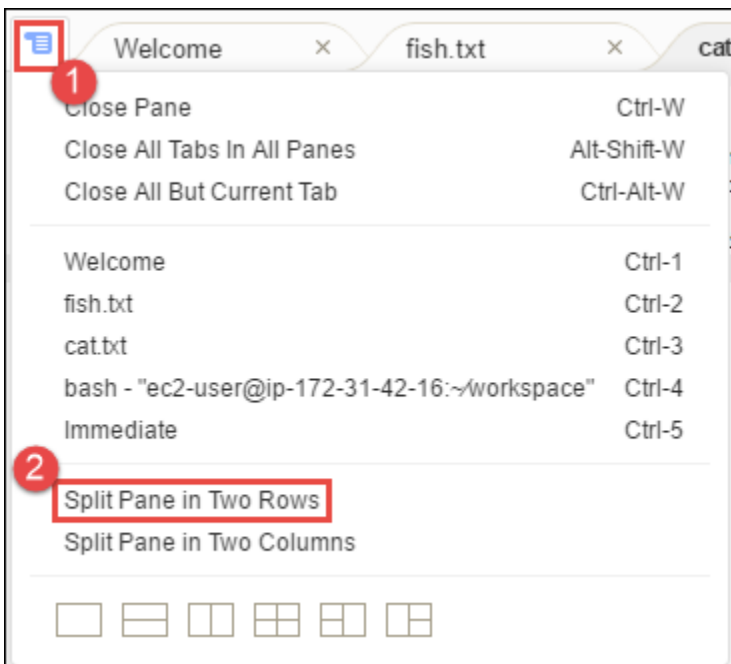 Welcome × fish.txt × cat
1
Close Pane Ctrl-W
Close All Tabs In All Panes Alt-Shift-W
Close All But Current Tab Ctrl-Alt-W
Welcome Ctrl-1
fish.txt Ctrl-2
cat.txt Ctrl-3
bash - "ec2-user@ip-172-31-42-16:~/workspace" Ctrl-4
Immediate Ctrl-5
2
Split Pane in Two Rows
Split Pane in Two Columns